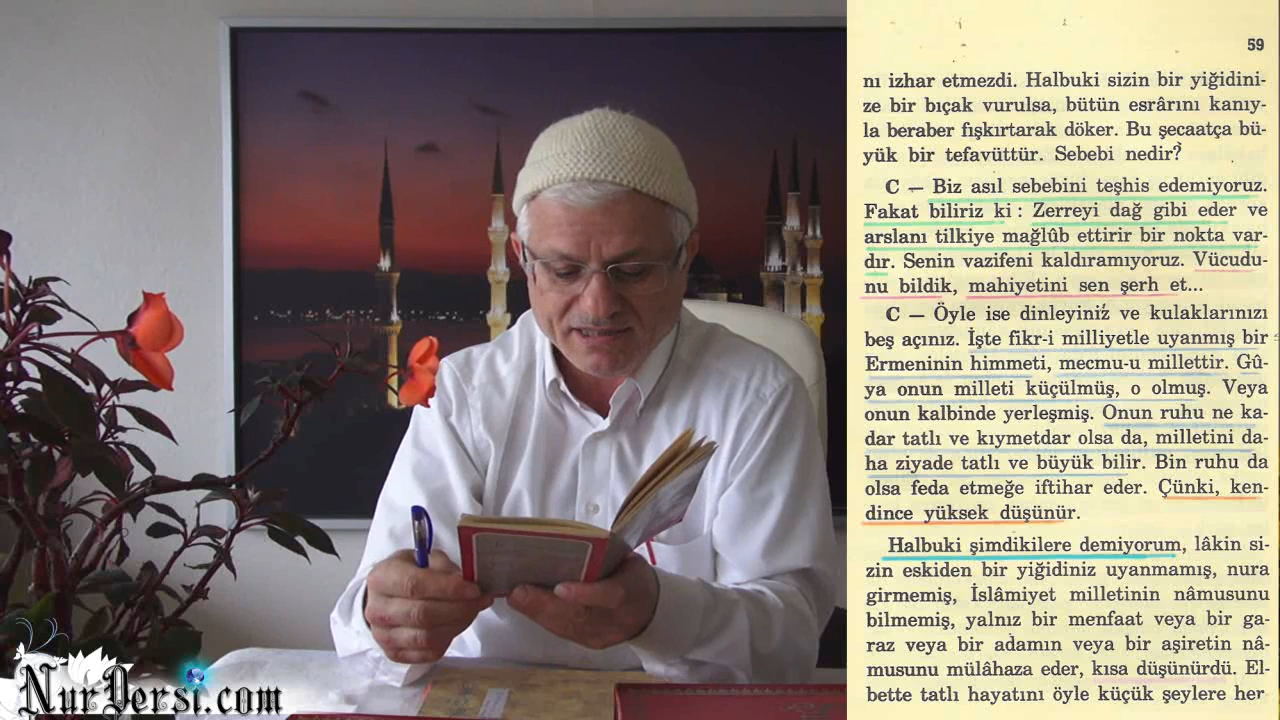 59
nı izhar etmezdi. Halbuki sizin bir yiğidini-
ze bir bıçak vurulsa, bütün esrârını kanıy-
la beraber fışkırtarak döker. Bu şecaatça bü-
yük bir tefavüttür. Sebebi nedir?
C — Biz asıl sebebini teşhis edemiyoruz.
Fakat biliriz ki : Zerreyi dağ gibi eder ve
arslanı tilkiye mağlûb ettirir bir nokta var-
dır. Senin vazifeni kaldıramıyoruz. Vücudu-
nu bildik, mahiyetini sen şerh et...
C — Öyle ise dinleyiniz ve kulaklarınızı
beş açınız. İşte fikr-i milliyetle uyanmış bir
Ermeninin himmeti, mecmu-u millettir. Gû-
ya onun milleti küçülmüş, o olmuş. Veya
onun kalbinde yerleşmiş. Onun ruhu ne ka-
dar tatlı ve kıymetdar olsa da, milletini da-
ha ziyade tatlı ve büyük bilir. Bin ruhu da
olsa feda etmeğe iftihar eder. Çünki, ken-
dince yüksek düşünür.
Halbuki şimdikilere demiyorum, lâkin si-
zin eskiden bir yiğidiniz uyanmamış, nura
girmemiş, İslâmiyet milletinin nâmusunu
bilmemiş, yalnız bir menfaat veya bir ga-
raz veya bir adamın veya bir aşiretin nâ-
musunu mülâhaza eder, kısa düşünürdü. El-
bette tatlı hayatını öyle küçük şeylere her
NurDersi.com